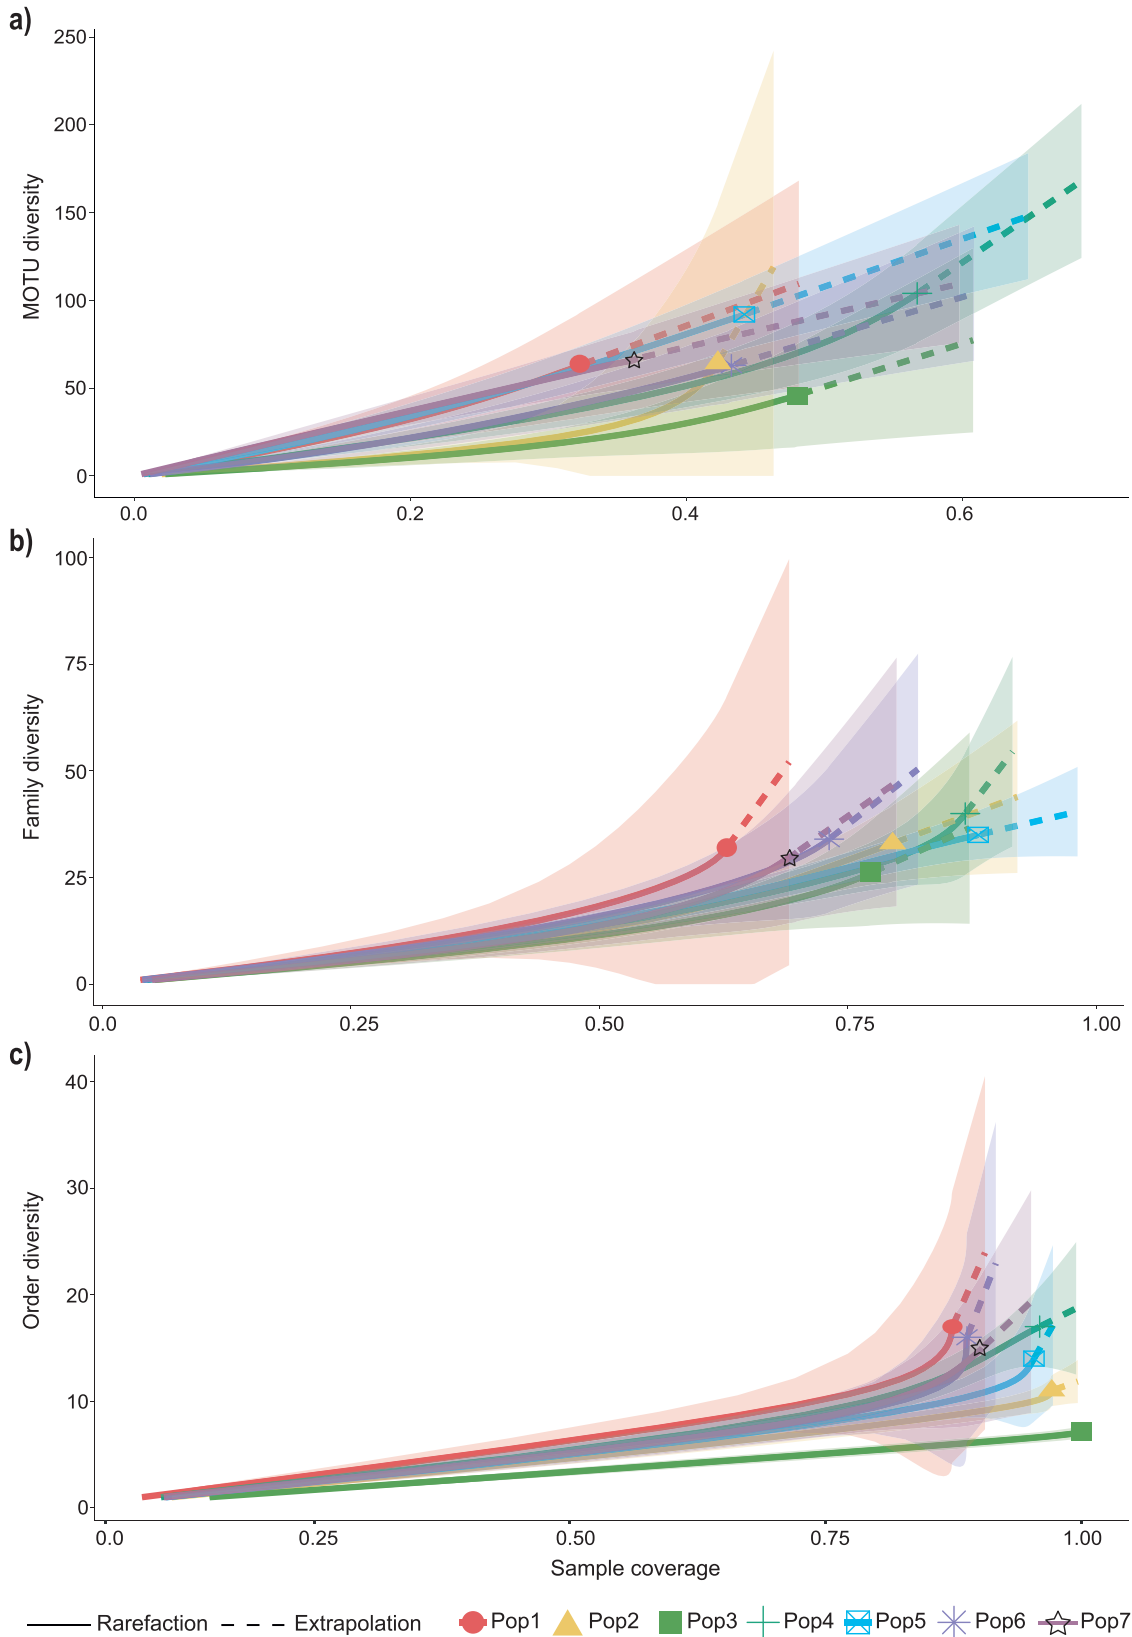 a)
250
200
150
100
50
0
MOTU diversity
0.0 0.2 0.4 0.6
b)
100
75
50
25
0
Family diversity
0.0 0.25 0.50 0.75 1.00
c)
40
30
20
10
0
Order diversity
0.0 0.25 0.50 0.75 1.00
Sample coverage
Rarefaction Extrapolation Pop1 Pop2 Pop3 Pop4 Pop5 Pop6 Pop7